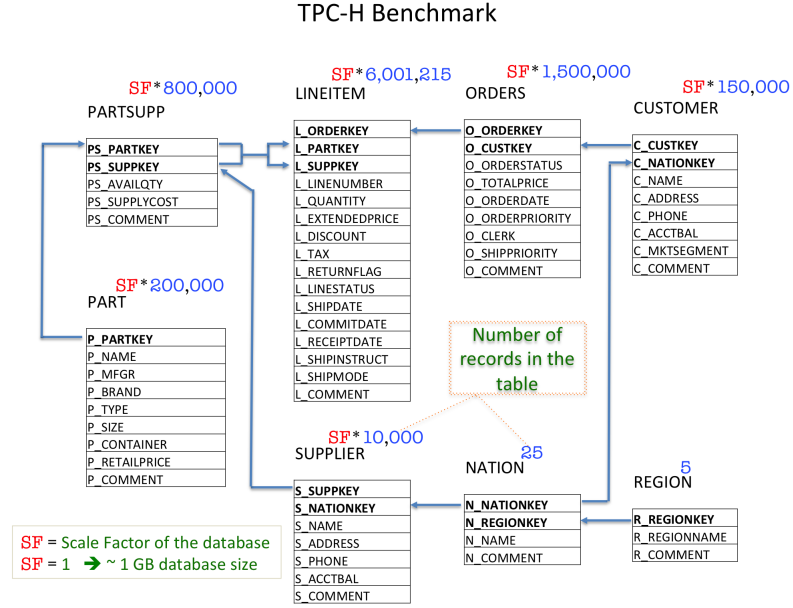 TPC-H Benchmark
SF*800,000
PARTSUPP
PS_PARTKEY
PS_SUPPKEY
PS_AVAILQTY
PS_SUPPLYCOST
PS_COMMENT
SF*6,001,215
LINEITEM
L_ORDERKEY
L_PARTKEY
L_SUPPKEY
L_LINENUMBER
L_QUANTITY
L_EXTENDEDPRICE
L_DISCOUNT
L_TAX
L_RETURNFLAG
L_LINESTATUS
L_SHIPDATE
L_COMMITDATE
L_RECEIPTDATE
L_SHIPINSTRUCT
L_SHIPMODE
L_COMMENT
SF*1,500,000
ORDERS
O_ORDERKEY
O_CUSTKEY
O_ORDERSTATUS
O_TOTALPRICE
O_ORDERDATE
O_ORDERPRIORITY
O_CLERK
O_SHIPPRIORITY
O_COMMENT
SF*150,000
CUSTOMER
C_CUSTKEY
C_NATIONKEY
C_NAME
C_ADDRESS
C_PHONE
C_ACCTBAL
C_MKTSEGMENT
C_COMMENT
SF*200,000
PART
P_PARTKEY
P_NAME
P_MFGR
P_BRAND
P_TYPE
P_SIZE
P_CONTAINER
P_RETAILPRICE
P_COMMENT
Number of
records in the
table
SF*10,000
SUPPLIER
S_SUPPKEY
S_NATIONKEY
S_NAME
S_ADDRESS
S_PHONE
S_ACCTBAL
S_COMMENT
25
NATION
N_NATIONKEY
N_REGIONKEY
N_NAME
N_COMMENT
5
REGION
R_REGIONKEY
R_REGIONNAME
R_COMMENT
SF = Scale Factor of the database
SF = 1 ➔ ~ 1 GB database size